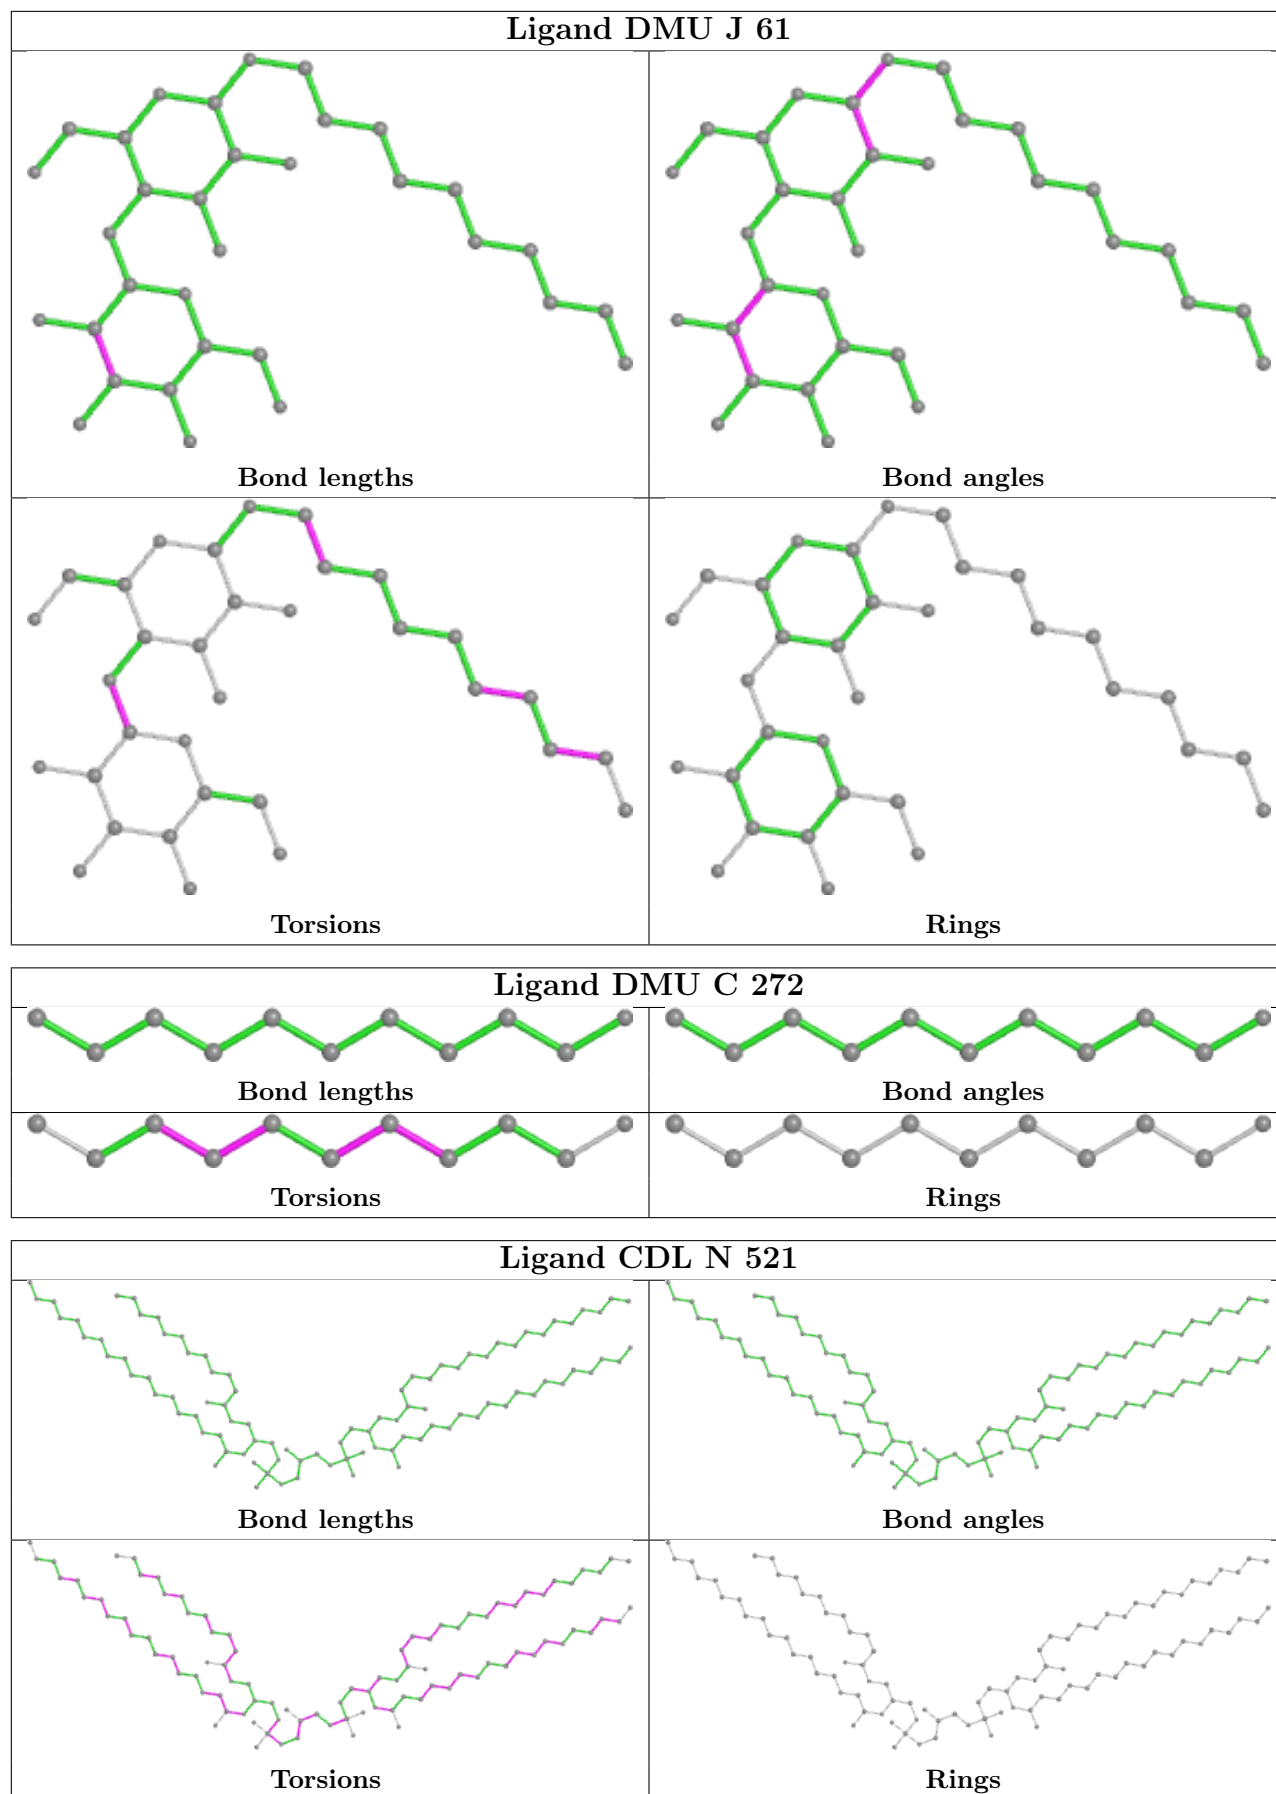 Ligand DMU J 61
Bond lengths
Bond angles
Torsions
Rings
Ligand DMU C 272
Bond lengths
Bond angles
Torsions
Rings
Ligand CDL N 521
Bond lengths
Bond angles
Torsions
Rings